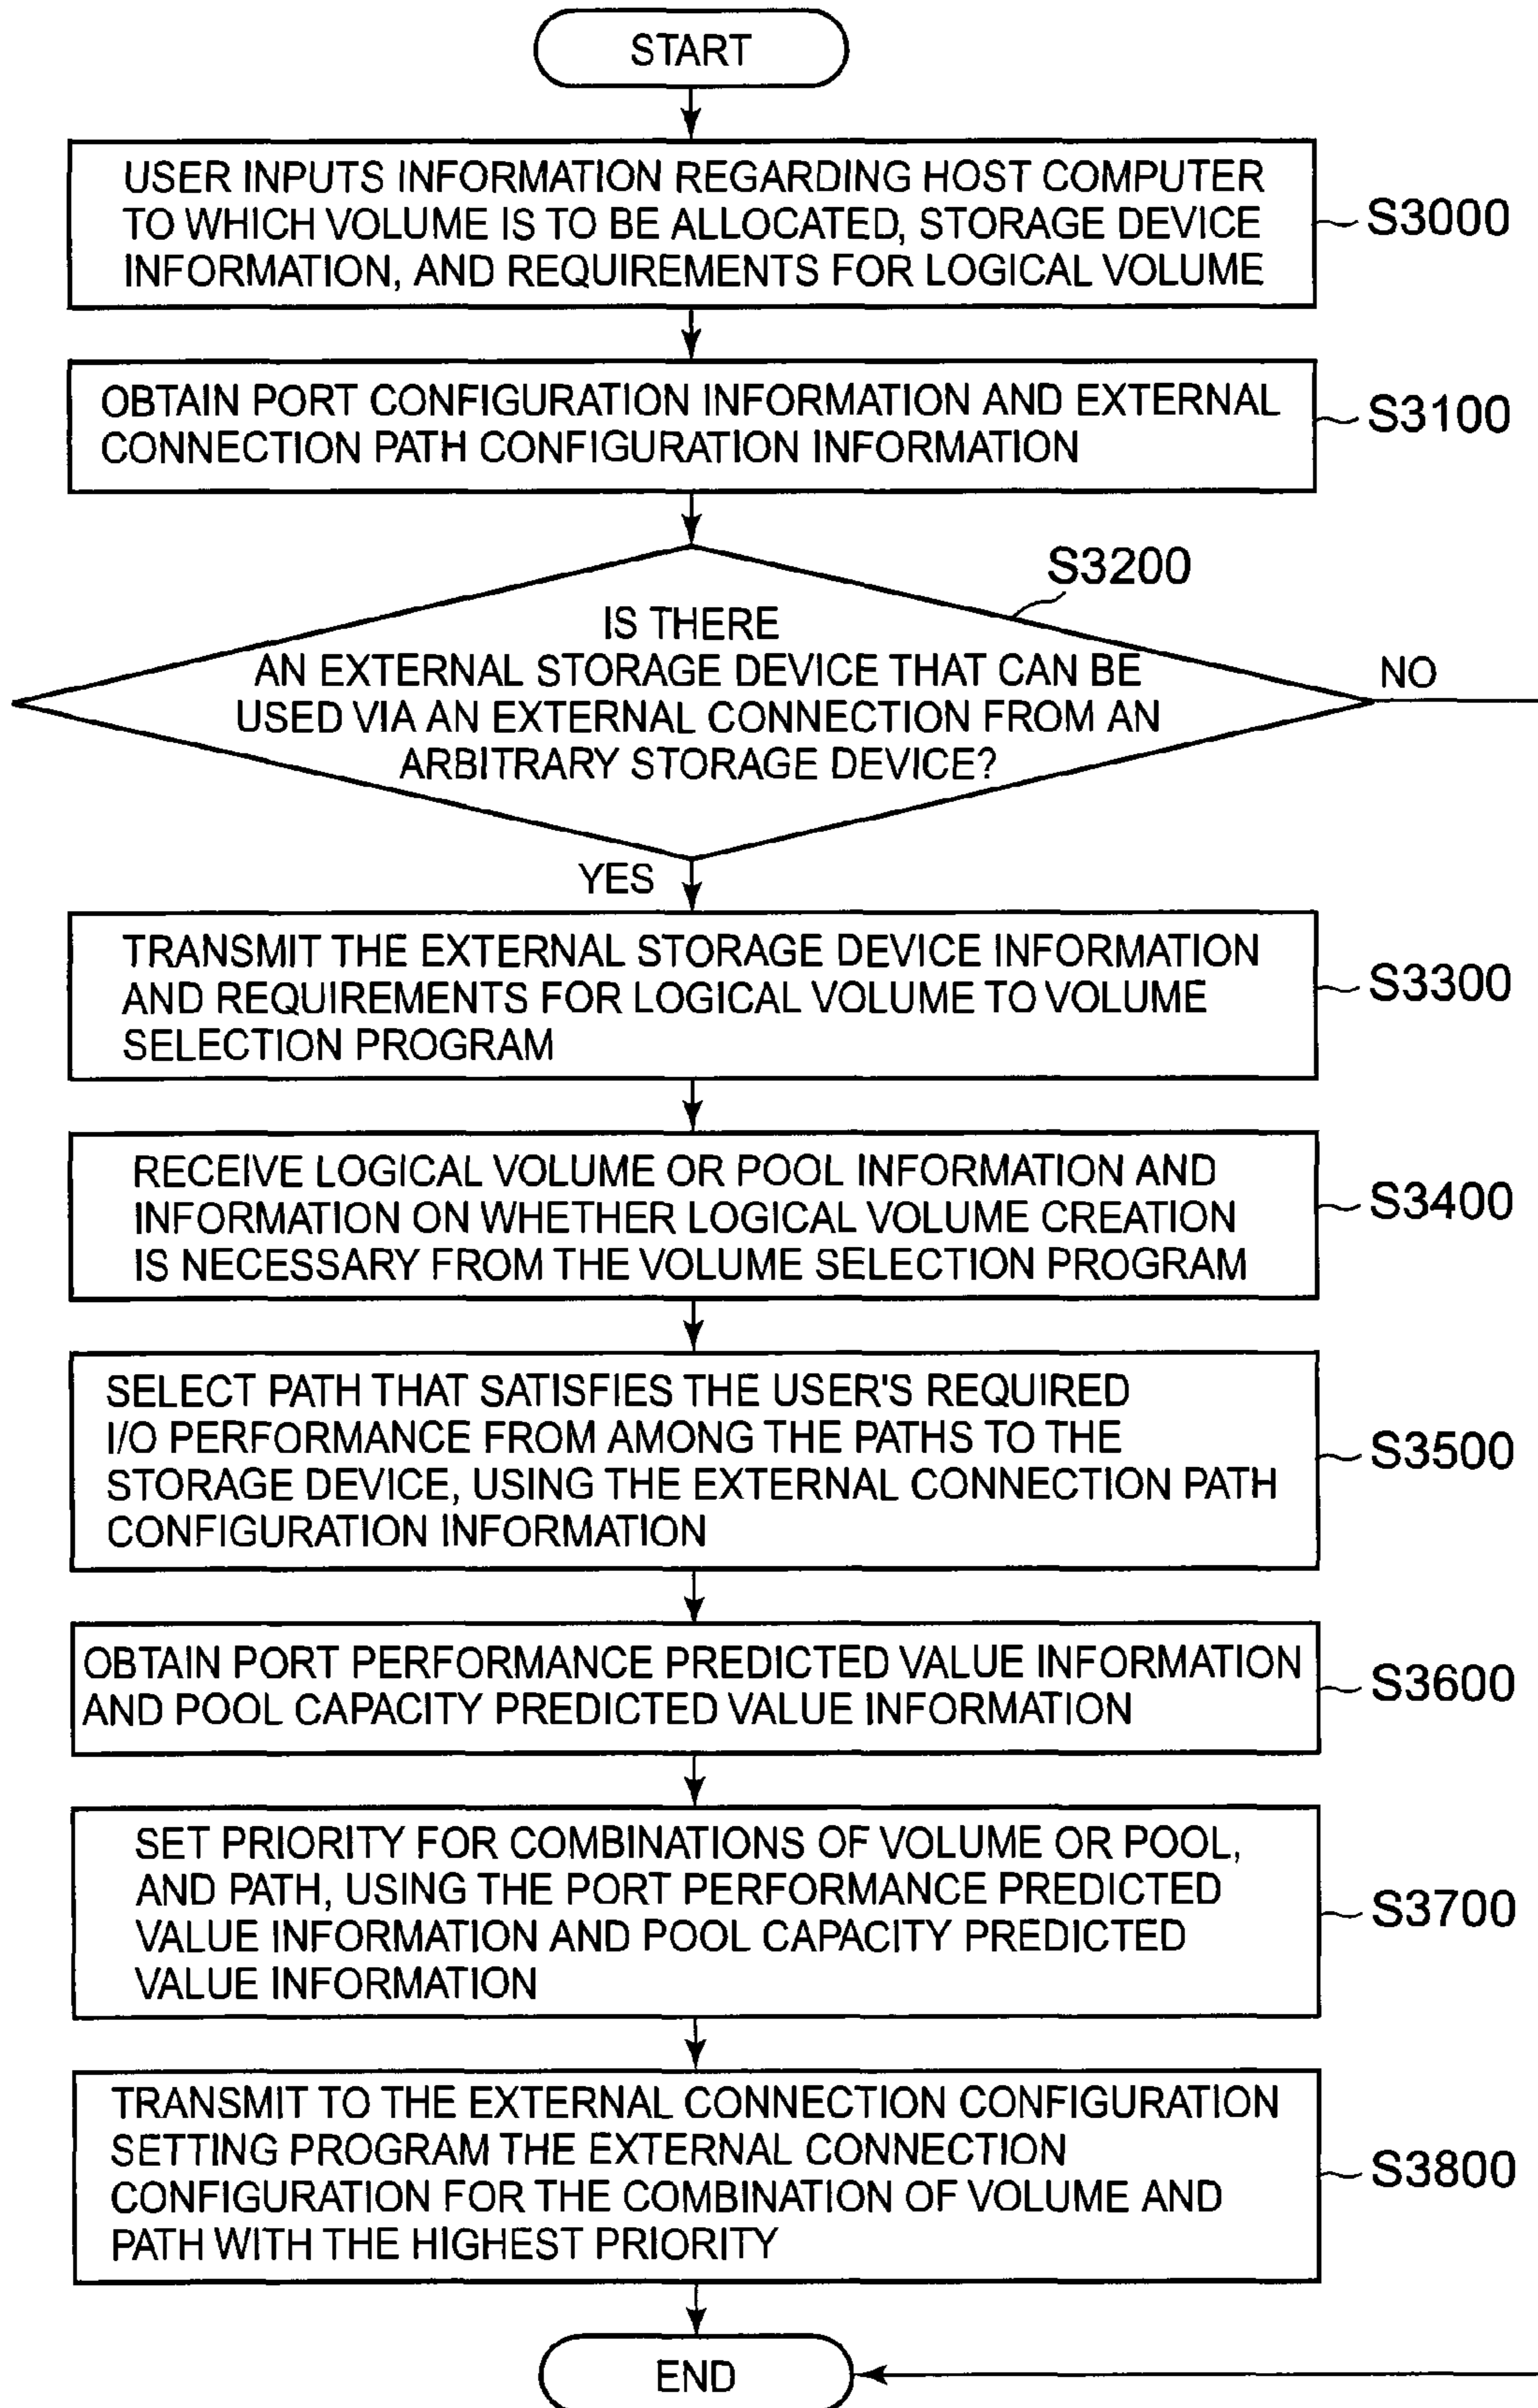 START
USER INPUTS INFORMATION REGARDING HOST COMPUTER
TO WHICH VOLUME IS TO BE ALLOCATED, STORAGE DEVICE
INFORMATION, AND REQUIREMENTS FOR LOGICAL VOLUME
S3000
OBTAIN PORT CONFIGURATION INFORMATION AND EXTERNAL
CONNECTION PATH CONFIGURATION INFORMATION
S3100
S3200
IS THERE
AN EXTERNAL STORAGE DEVICE THAT CAN BE
USED VIA AN EXTERNAL CONNECTION FROM AN
ARBITRARY STORAGE DEVICE?
NO
YES
TRANSMIT THE EXTERNAL STORAGE DEVICE INFORMATION
AND REQUIREMENTS FOR LOGICAL VOLUME TO VOLUME
SELECTION PROGRAM
S3300
RECEIVE LOGICAL VOLUME OR POOL INFORMATION AND
INFORMATION ON WHETHER LOGICAL VOLUME CREATION
IS NECESSARY FROM THE VOLUME SELECTION PROGRAM
S3400
SELECT PATH THAT SATISFIES THE USER'S REQUIRED
I/O PERFORMANCE FROM AMONG THE PATHS TO THE
STORAGE DEVICE, USING THE EXTERNAL CONNECTION PATH
CONFIGURATION INFORMATION
S3500
OBTAIN PORT PERFORMANCE PREDICTED VALUE INFORMATION
AND POOL CAPACITY PREDICTED VALUE INFORMATION
S3600
SET PRIORITY FOR COMBINATIONS OF VOLUME OR POOL,
AND PATH, USING THE PORT PERFORMANCE PREDICTED
VALUE INFORMATION AND POOL CAPACITY PREDICTED
VALUE INFORMATION
S3700
TRANSMIT TO THE EXTERNAL CONNECTION CONFIGURATION
SETTING PROGRAM THE EXTERNAL CONNECTION
CONFIGURATION FOR THE COMBINATION OF VOLUME AND
PATH WITH THE HIGHEST PRIORITY
S3800
END